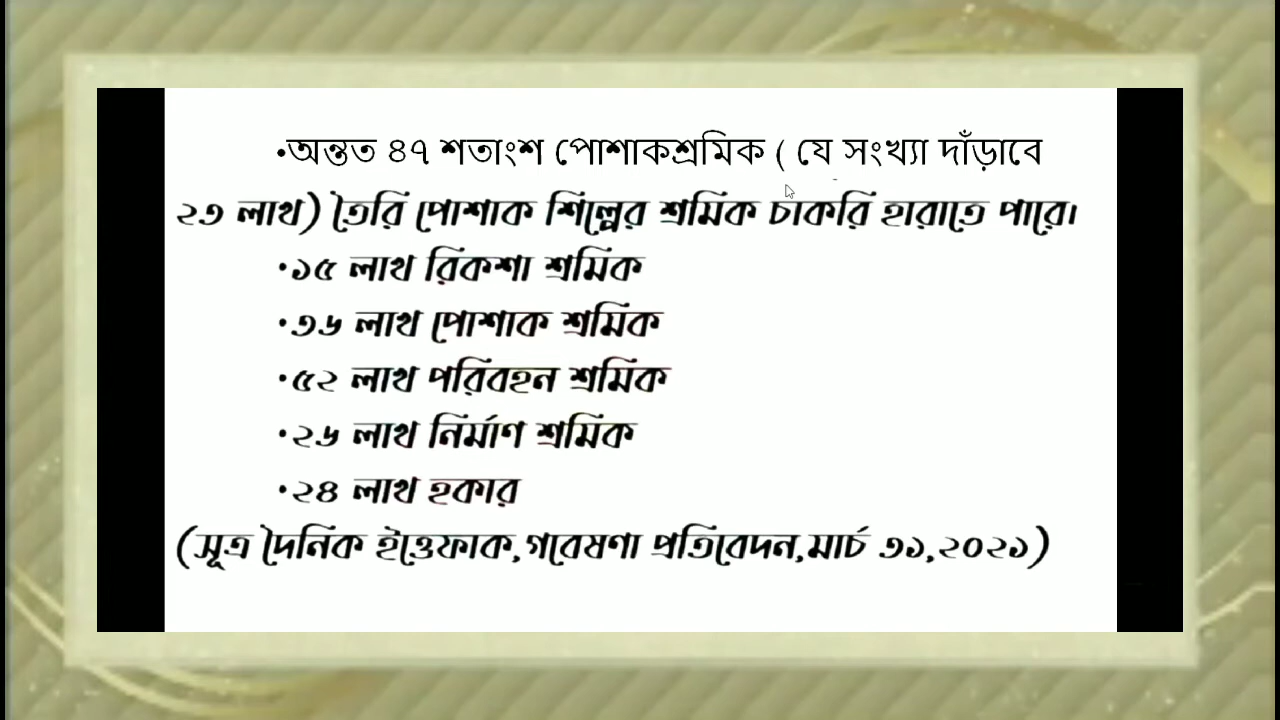 •অন্তত ৪৭ শতাংশ পোশাকশ্রমিক ( যে সংখ্যা দাঁড়াবে
২৩ লাখ) তৈরি পোশাক শিল্পের শ্রমিক চাকরি হারাতে পারে।
•১৫ লাখ রিকশা শ্রমিক
•৩৬ লাখ পোশাক শ্রমিক
•৫২ লাখ পরিবহন শ্রমিক
•২৬ লাখ নির্মাণ শ্রমিক
•২৪ লাখ হকার
(সূত্র দৈনিক ইত্তেফাক,গবেষণা প্রতিবেদন,মার্চ ৩১,২০২১)